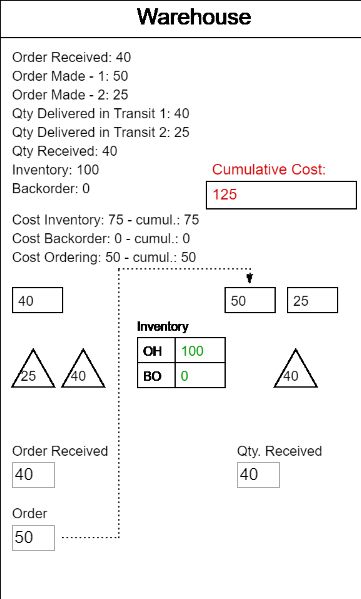 Warehouse
Order Received: 40
Order Made - 1: 50
Order Made - 2: 25
Qty Delivered in Transit 1: 40
Qty Delivered in Transit 2: 25
Qty Received: 40
Inventory: 100
Backorder: 0
Cumulative Cost:
125
Cost Inventory: 75 - cumul.: 75
Cost Backorder: 0 - cumul.: 0
Cost Ordering: 50 - cumul.: 50
40
50
25
Inventory
OH 100
BO 0
25
40
40
Order Received
40
Qty. Received
40
Order
50